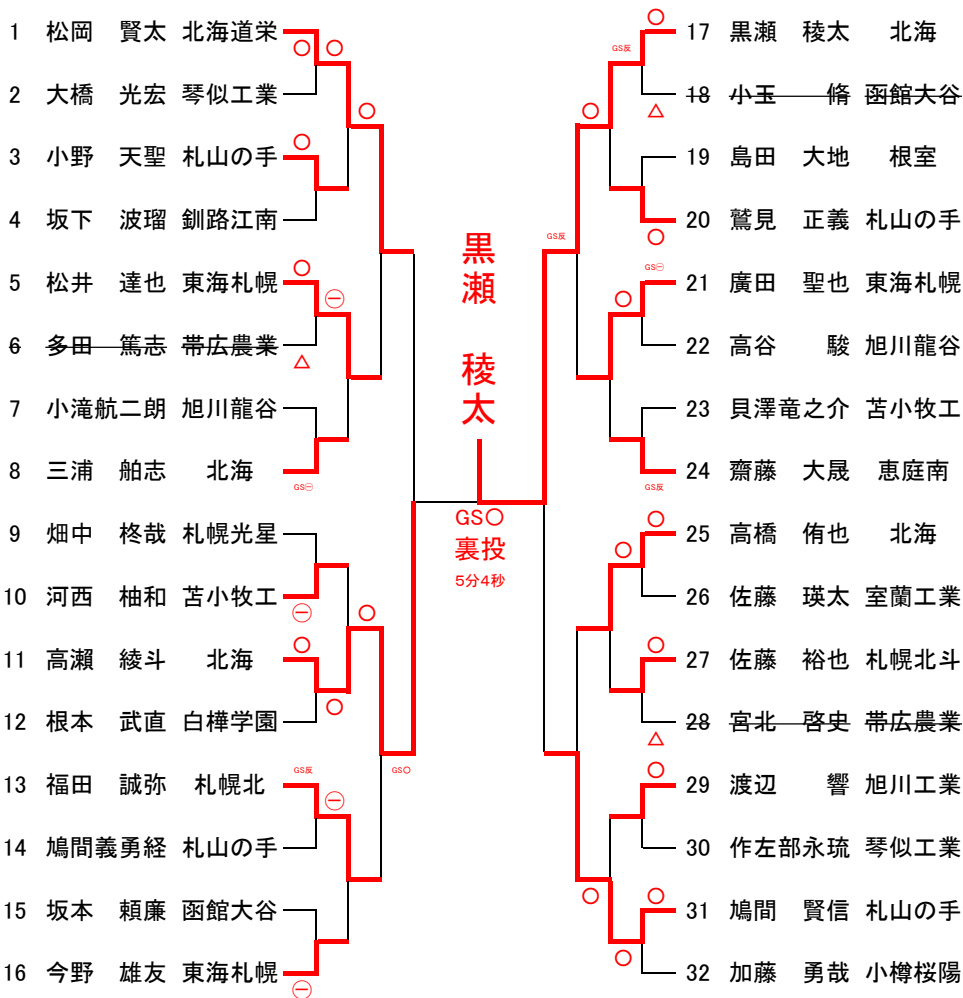 1 松岡 賢太 北海道栄
○ ○
2 大橋 光宏 琴似工業
○
3 小野 天聖 札山の手
○
4 坂下 波瑠 釧路江南
5 松井 達也 東海札幌
○
㊀
6 多田 篤志 帯広農業
△
7 小滝航二朗 旭川龍谷
8 三浦 舶志 北海
GS㊀
9 畑中 柊哉 札幌光星
10 河西 柚和 苫小牧工
㊀
○
11 高瀨 綾斗 北海
○
○
12 根本 武直 白樺学園
GS○
13 福田 誠弥 札幌北
GS反
㊀
14 鳩間義勇経 札山の手
15 坂本 頼廉 函館大谷
16 今野 雄友 東海札幌
㊀
黒瀬 稜太
GS○
裏投
5分4秒
GS反
17 黒瀬 稜太 北海
○
GS反
18 小玉 脩 函館大谷
△
○
19 島田 大地 根室
20 鷲見 正義 札山の手
○
21 廣田 聖也 東海札幌
GS㊀
○
22 高谷 駿 旭川龍谷
23 貝澤竜之介 苫小牧工
24 齋藤 大晟 恵庭南
GS反
25 高橋 侑也 北海
○
○
26 佐藤 瑛太 室蘭工業
27 佐藤 裕也 札幌北斗
○
28 宮北 啓史 帯広農業
△
29 渡辺 響 旭川工業
○
30 作左部永琉 琴似工業
○
31 鳩間 賢信 札山の手
○
○
32 加藤 勇哉 小樽桜陽